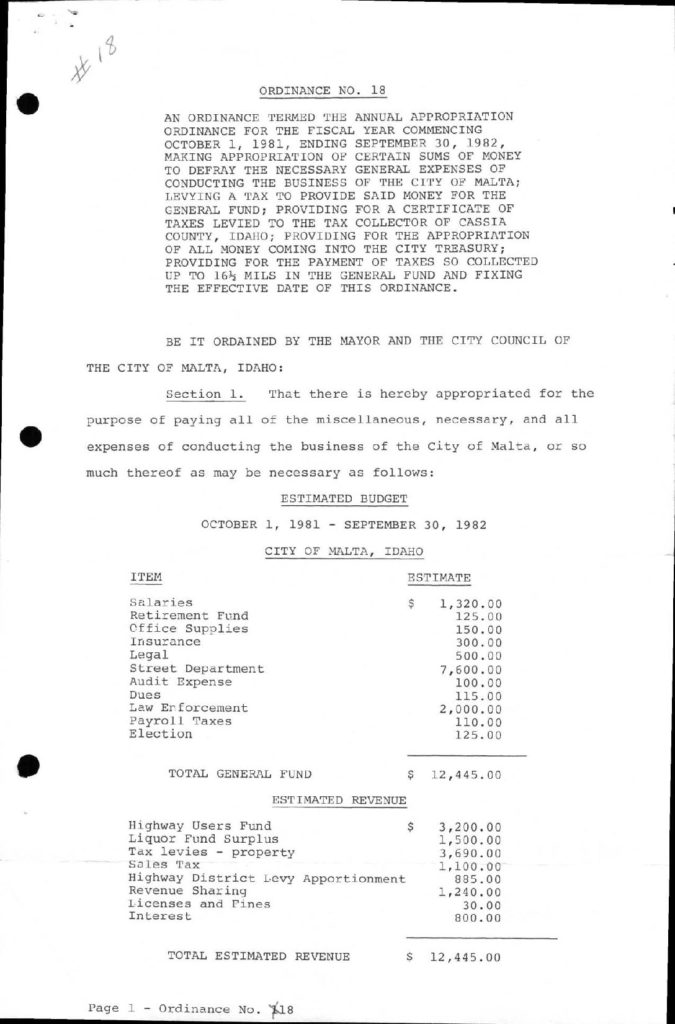 #18
ORDINANCE NO. 18
AN ORDINANCE TERMED THE ANNUAL APPROPRIATION
ORDINANCE FOR THE FISCAL YEAR COMMENCING
OCTOBER 1, 1981, ENDING SEPTEMBER 30, 1982,
MAKING APPROPRIATION OF CERTAIN SUMS OF MONEY
TO DEFRAY THE NECESSARY GENERAL EXPENSES OF
CONDUCTING THE BUSINESS OF THE CITY OF MALTA;
LEVYING A TAX TO PROVIDE SAID MONEY FOR THE
GENERAL FUND; PROVIDING FOR A CERTIFICATE OF
TAXES LEVIED TO THE TAX COLLECTOR OF CASSIA
COUNTY, IDAHO; PROVIDING FOR THE APPROPRIATION
OF ALL MONEY COMING INTO THE CITY TREASURY;
PROVIDING FOR THE PAYMENT OF TAXES SO COLLECTED
UP TO 16½ MILS IN THE GENERAL FUND AND FIXING
THE EFFECTIVE DATE OF THIS ORDINANCE.
BE IT ORDAINED BY THE MAYOR AND THE CITY COUNCIL OF
THE CITY OF MALTA, IDAHO:
Section 1. That there is hereby appropriated for the
purpose of paying all of the miscellaneous, necessary, and all
expenses of conducting the business of the City of Malta, or so
much thereof as may be necessary as follows:
ESTIMATED BUDGET
OCTOBER 1, 1981 - SEPTEMBER 30, 1982
CITY OF MALTA, IDAHO
ITEM ESTIMATE
Salaries $ 1,320.00
Retirement Fund 125.00
Office Supplies 150.00
Insurance 300.00
Legal 500.00
Street Department 7,600.00
Audit Expense 100.00
Dues 115.00
Law Enforcement 2,000.00
Payroll Taxes 110.00
Election 125.00
TOTAL GENERAL FUND $ 12,445.00
ESTIMATED REVENUE
Highway Users Fund $ 3,200.00
Liquor Fund Surplus 1,500.00
Tax levies - property 3,690.00
Sales Tax 1,100.00
Highway District Levy Apportionment 885.00
Revenue Sharing 1,240.00
Licenses and Fines 30.00
Interest 800.00
TOTAL ESTIMATED REVENUE $ 12,445.00
Page 1 - Ordinance No. 18